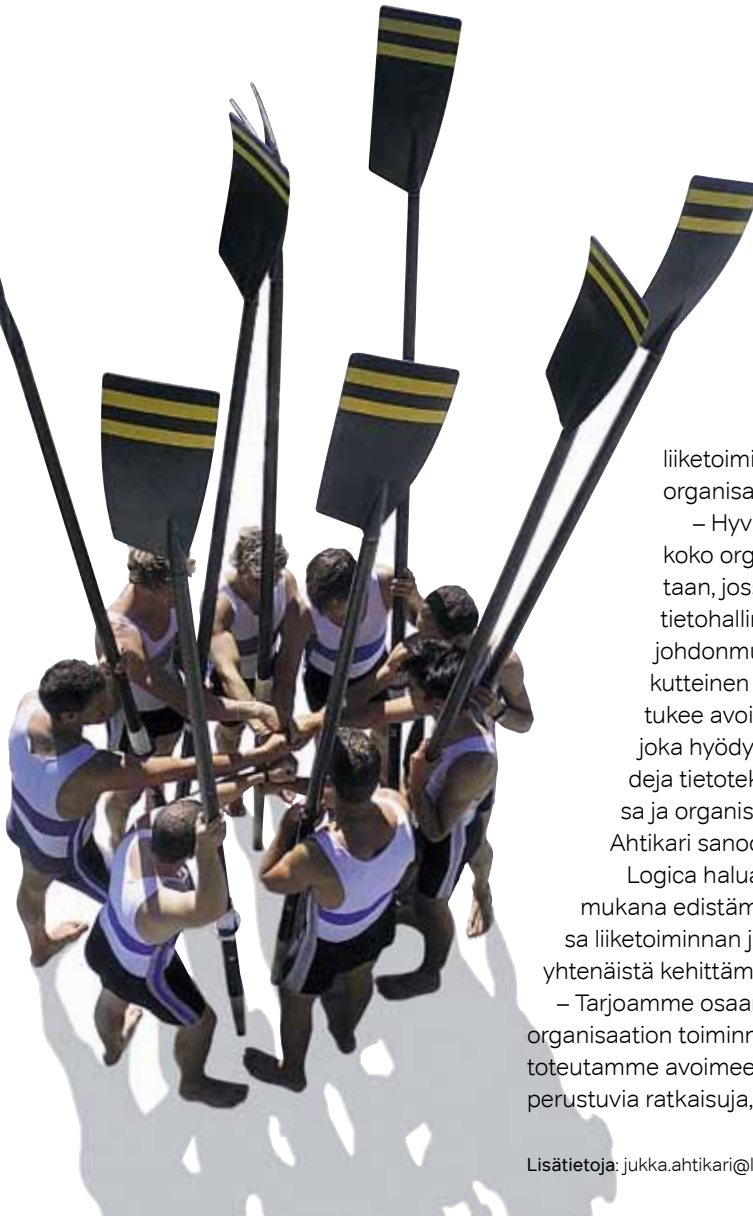 liiketoimi
organisa
– Hyv
koko org
taan, jos
tietohallin
johdonmu
kutteinen
tukee avoi
joka hyödy
deja tietotek
sa ja organis
Ahtikari sanoo
Logica halua
mukana edistäm
sa liiketoiminnan j
yhtenäistä kehittäm
– Tarjoamme osaa
organisaation toiminn
toteutamme avoimee
perustuvia ratkaisuja,
Lisätietoja: jukka.ahtikari@l